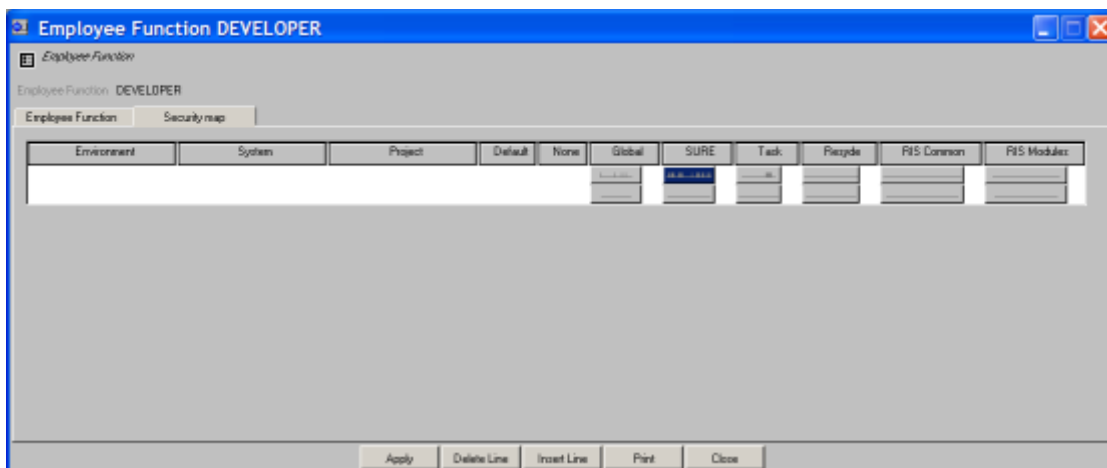 Employee Function DEVELOPER
Employee Function
Employee Function DEVELOPER
Employee Function Security map
Environment System Project Default None Global SURE Task Recycle RIS Common RIS Modules
Apply Delete Line Insert Line Print Close